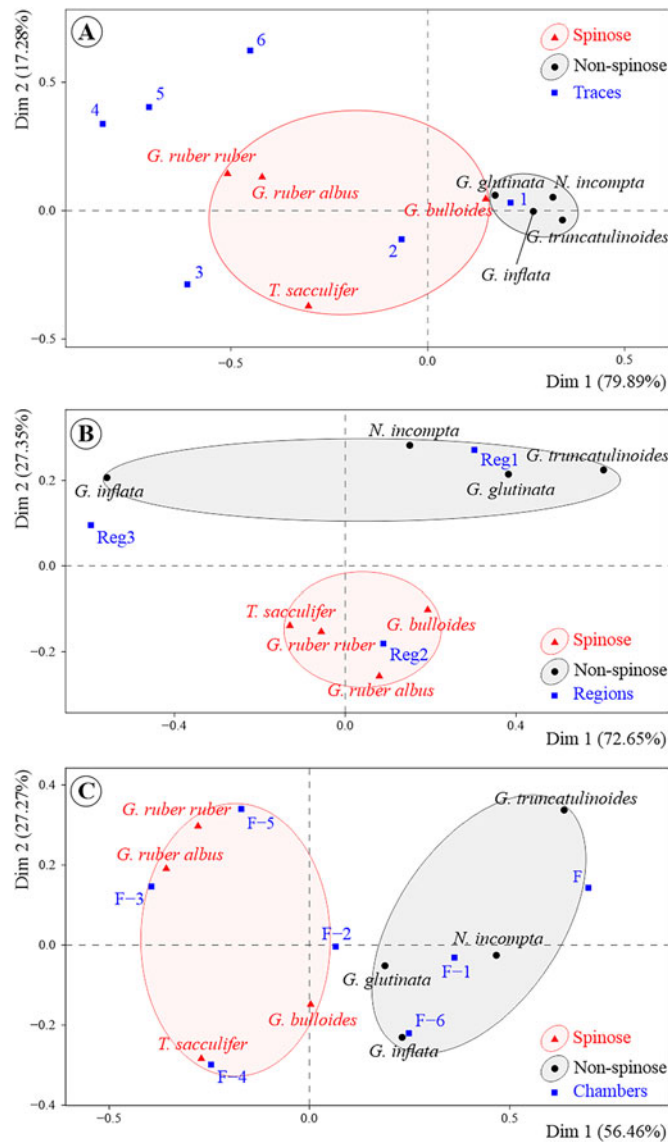 A
Dim 2 (17.28%)
0.5
0.0
−0.5
−0.5
0.0
0.5
Dim 1 (79.89%)
Spinose
Non-spinose
Traces
6
5
4
G. ruber ruber
G. ruber albus
G. glutinata
N. incompta
1
G. bulloides
G. truncatulinoides
2
G. inflata
3
T. sacculifer
B
Dim 2 (27.35%)
0.2
0.0
−0.2
−0.4
0.0
0.4
Dim 1 (72.65%)
N. incompta
Reg1
G. truncatulinoides
G. inflata
G. glutinata
Reg3
T. sacculifer
G. bulloides
G. ruber ruber
Reg2
G. ruber albus
Spinose
Non-spinose
Regions
C
Dim 2 (27.27%)
0.4
0.2
0.0
−0.2
−0.4
−0.5
0.0
0.5
Dim 1 (56.46%)
G. ruber ruber
F−5
G. truncatulinoides
G. ruber albus
F
F−3
F−2
N. incompta
G. glutinata
F−1
G. bulloides
F−6
T. sacculifer
G. inflata
F−4
Spinose
Non-spinose
Chambers